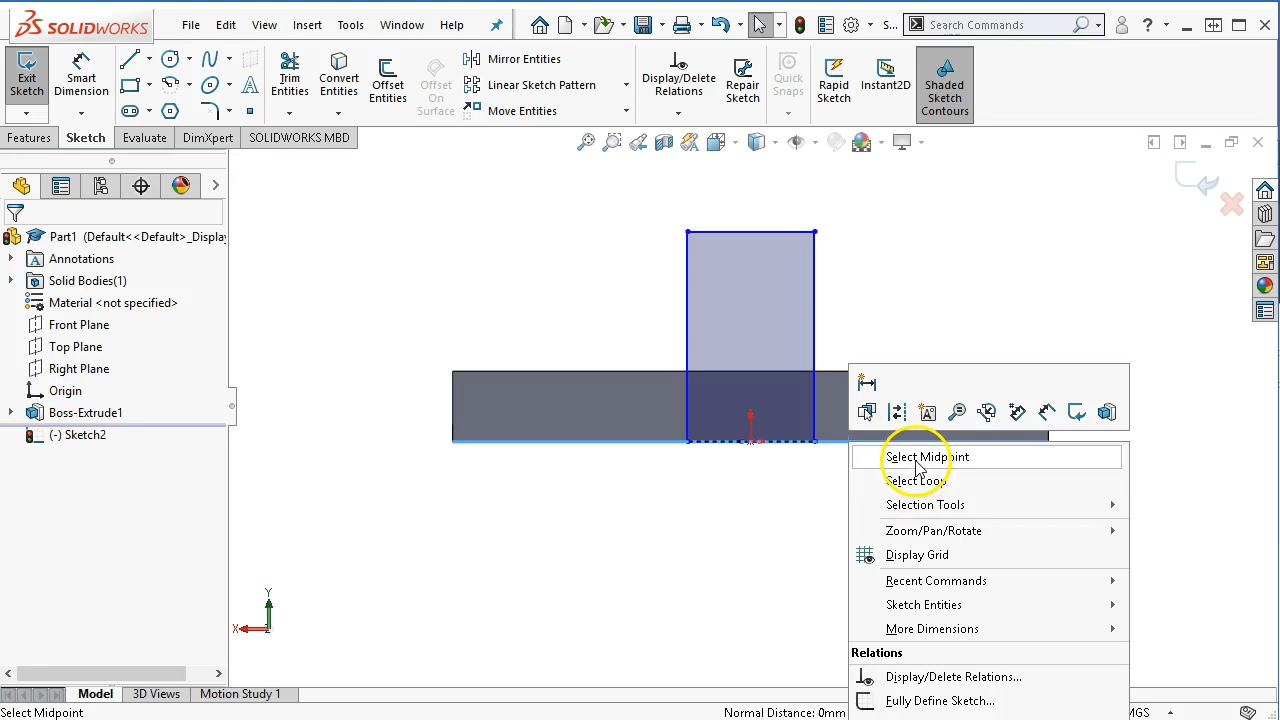 SOLIDWORKS
File
Edit
View
Insert
Tools
Window
Help
S...
Search Commands
Exit Sketch
Smart Dimension
Trim Entities
Convert Entities
Offset Entities
Offset On Surface
Mirror Entities
Linear Sketch Pattern
Move Entities
Display/Delete Relations
Repair Sketch
Quick Snaps
Rapid Sketch
Instant2D
Shaded Sketch Contours
Features
Sketch
Evaluate
DimXpert
SOLIDWORKS MBD
Part1 (Default<<Default>_Display
Annotations
Solid Bodies(1)
Material <not specified>
Front Plane
Top Plane
Right Plane
Origin
Boss-Extrude1
(-) Sketch2
Select Midpoint
Select Loop
Selection Tools
Zoom/Pan/Rotate
Display Grid
Recent Commands
Sketch Entities
More Dimensions
Relations
Display/Delete Relations...
Fully Define Sketch...
Y
X
Z
Model
3D Views
Motion Study 1
Select Midpoint
Normal Distance: 0mm
MGS